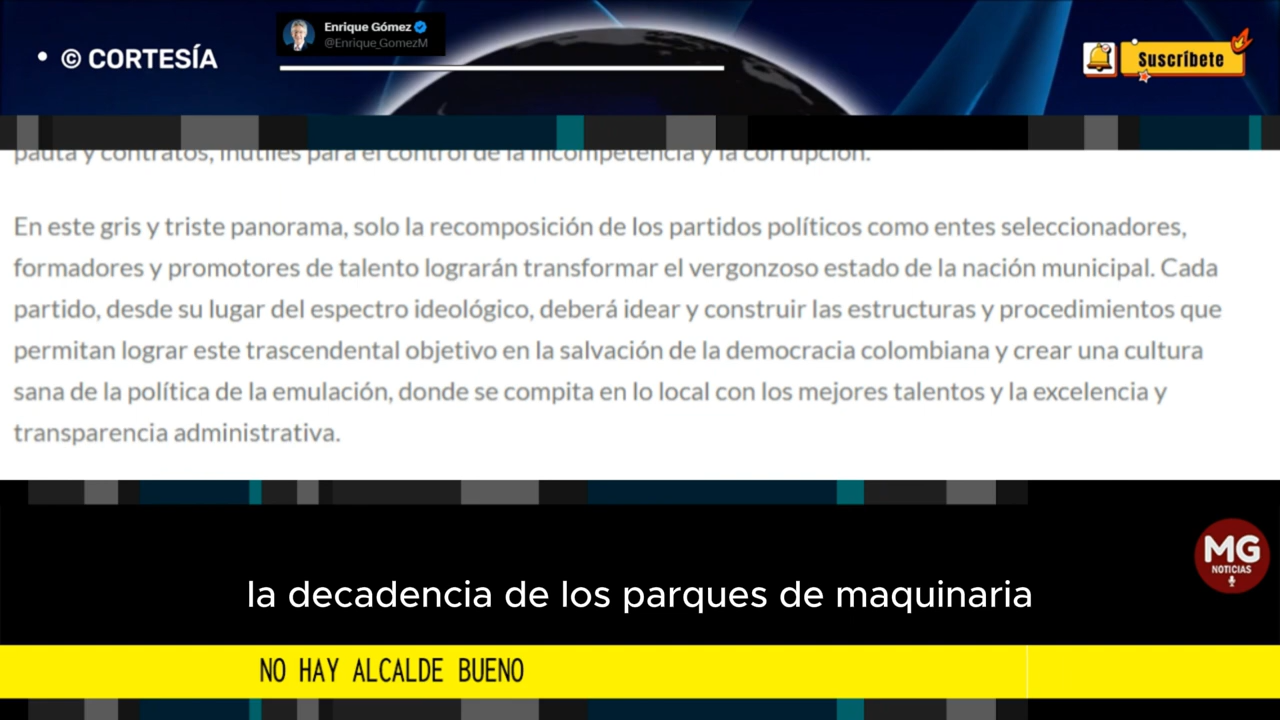 • © CORTESÍA
Enrique Gómez
@Enrique_GomezM
Suscríbete
pauta y contratos, inútiles para el control de la incompetencia y la corrupción.
En este gris y triste panorama, solo la recomposición de los partidos políticos como entes seleccionadores,
formadores y promotores de talento lograrán transformar el vergonzoso estado de la nación municipal. Cada
partido, desde su lugar del espectro ideológico, deberá idear y construir las estructuras y procedimientos que
permitan lograr este trascendental objetivo en la salvación de la democracia colombiana y crear una cultura
sana de la política de la emulación, donde se compita en lo local con los mejores talentos y la excelencia y
transparencia administrativa.
MG
NOTICIAS
la decadencia de los parques de maquinaria
NO HAY ALCALDE BUENO